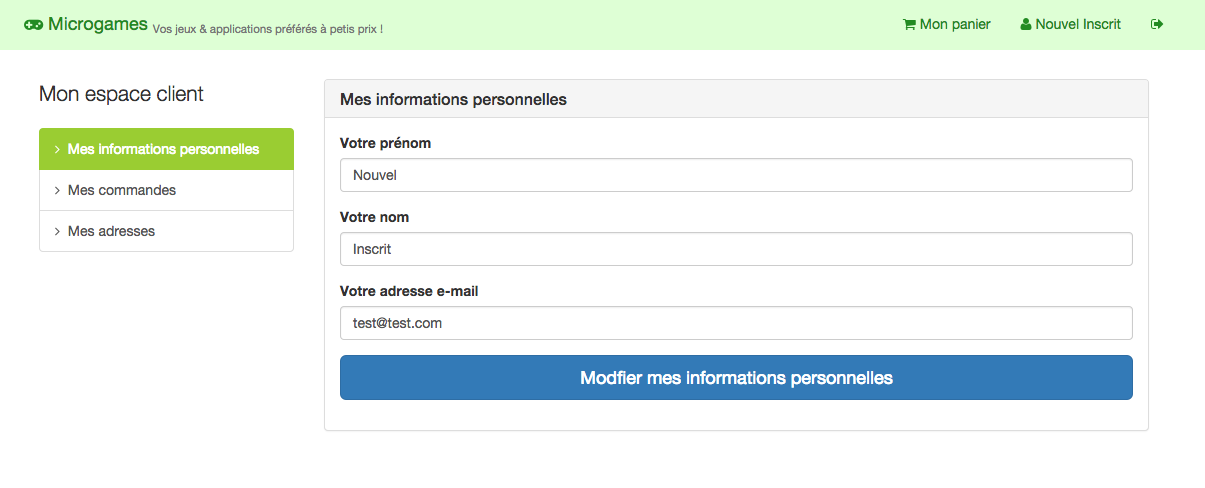 Microgames Vos jeux & applications préférés à petis prix ! Mon panier Nouvel Inscrit
Mon espace client
Mes informations personnelles
Mes commandes
Mes adresses
Mes informations personnelles
Votre prénom
Nouvel
Votre nom
Inscrit
Votre adresse e-mail
test@test.com
Modfier mes informations personnelles